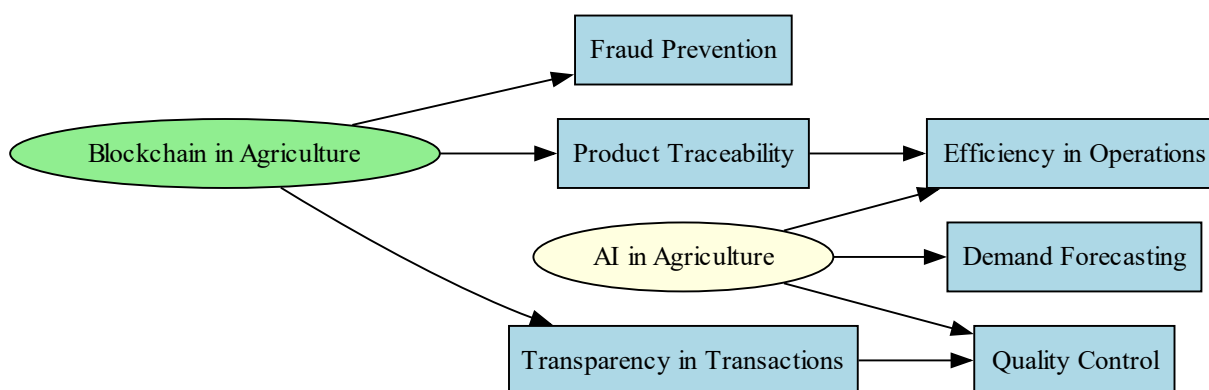 Fraud Prevention
Blockchain in Agriculture
Product Traceability
Efficiency in Operations
AI in Agriculture
Demand Forecasting
Transparency in Transactions
Quality Control